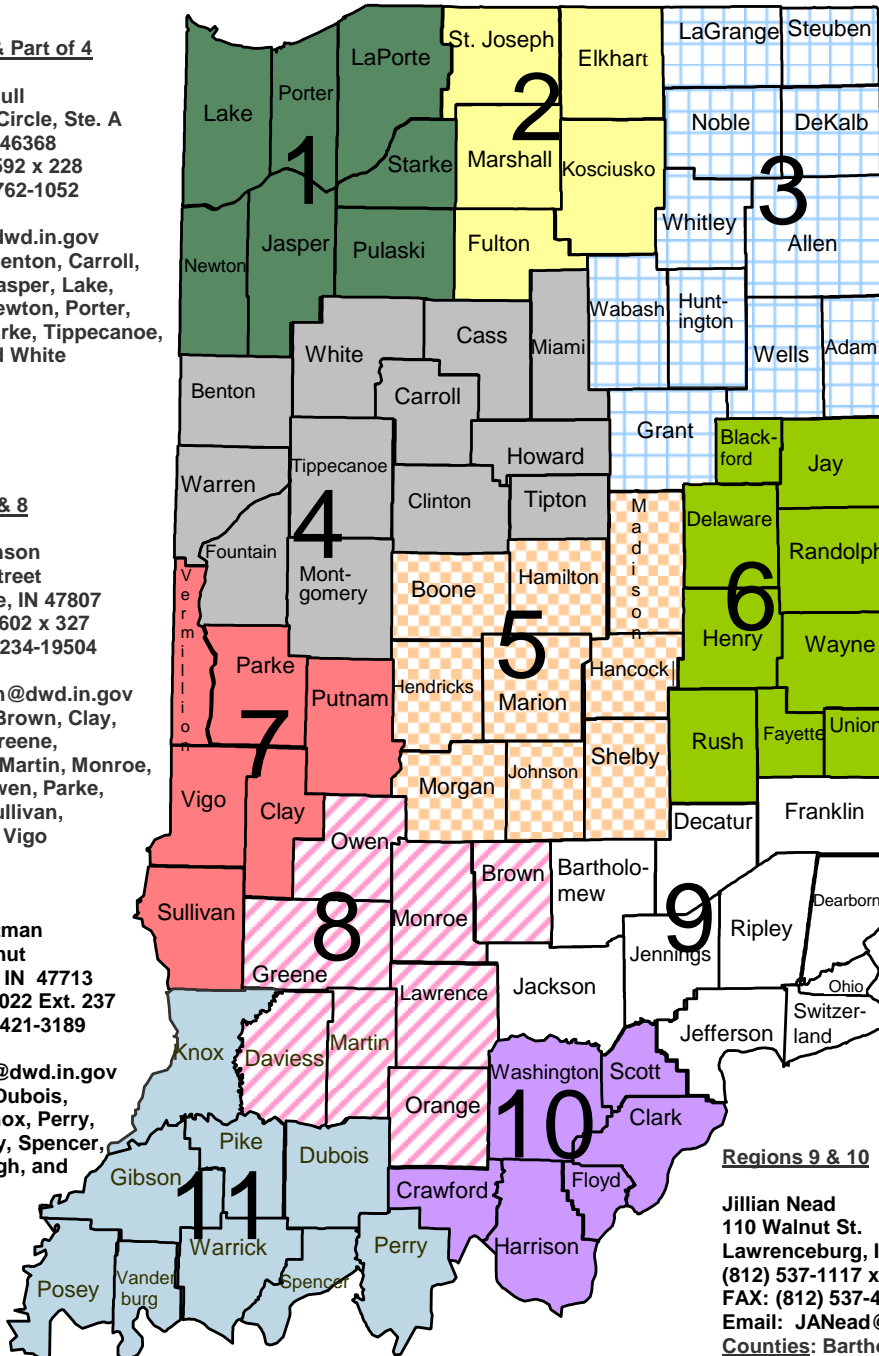 & Part of 4
ull
Circle, Ste. A
46368
592 x 228
762-1052
dwd.in.gov
enton, Carroll,
asper, Lake,
ewton, Porter,
rke, Tippecanoe,
d White
& 8
nson
treet
e, IN 47807
602 x 327
234-19504
n@dwd.in.gov
Brown, Clay,
reene,
Martin, Monroe,
wen, Parke,
ullivan,
Vigo
tman
nut
IN 47713
022 Ext. 237
421-3189
@dwd.in.gov
Dubois,
nox, Perry,
y, Spencer,
gh, and
Lake
Porter
LaPorte
1
Starke
Newton
Jasper
Pulaski
St. Joseph
Elkhart
2
Marshall
Kosciusko
Fulton
LaGrange
Steuben
Noble
DeKalb
3
Whitley
Allen
Wabash
Hunt-
ington
Wells
Adam
Grant
White
Cass
Miami
Benton
Carroll
Tippecanoe
Howard
Warren
Clinton
Tipton
4
Fountain
Mont-
gomery
Madison
Boone
Hamilton
5
Hendricks
Marion
Hancock
Morgan
Johnson
Shelby
Black-
ford
Jay
Delaware
Randolph
6
Henry
Wayne
Rush
Fayette
Union
Vermillion
Parke
Putnam
7
Vigo
Clay
Sullivan
Owen
Brown
8
Monroe
Greene
Lawrence
Daviess
Martin
Orange
Decatur
Franklin
Bartholo-
mew
9
Dearborn
Ripley
Jennings
Jackson
Ohio
Switzer-
land
Jefferson
Washington
Scott
10
Clark
Crawford
Floyd
Harrison
Knox
Pike
Dubois
Gibson
11
Warrick
Perry
Posey
Vander
burg
Spencer
Regions 9 & 10
Jillian Nead
110 Walnut St.
Lawrenceburg, I
(812) 537-1117 x
FAX: (812) 537-4
Email: JANead@
Counties: Bartho